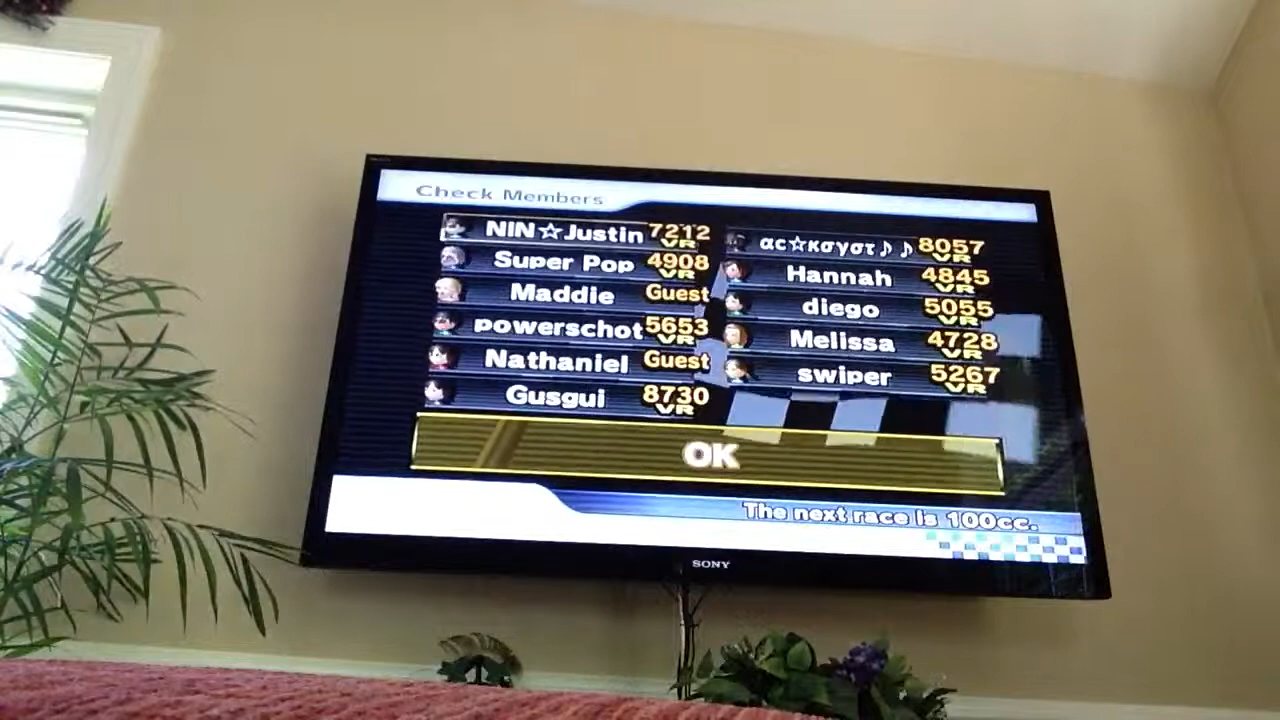 Check Members
NIN☆Justin 7212 VR
Super Pop 4908 VR
Maddie Guest
powerschot 5653 VR
Nathaniel Guest
Gusgui 8730 VR
αc☆κσyστ♪♪ 8057 VR
Hannah 4845 VR
diego 5055 VR
Melissa 4728 VR
swiper 5267 VR
OK
The next race is 100cc.
SONY